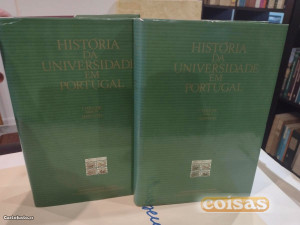 HISTÓRIA
DA
UNIVERSIDADE
EM
PORTUGAL
HISTÓRIA
DA
UNIVERSIDADE
EM
PORTUGAL
coisas